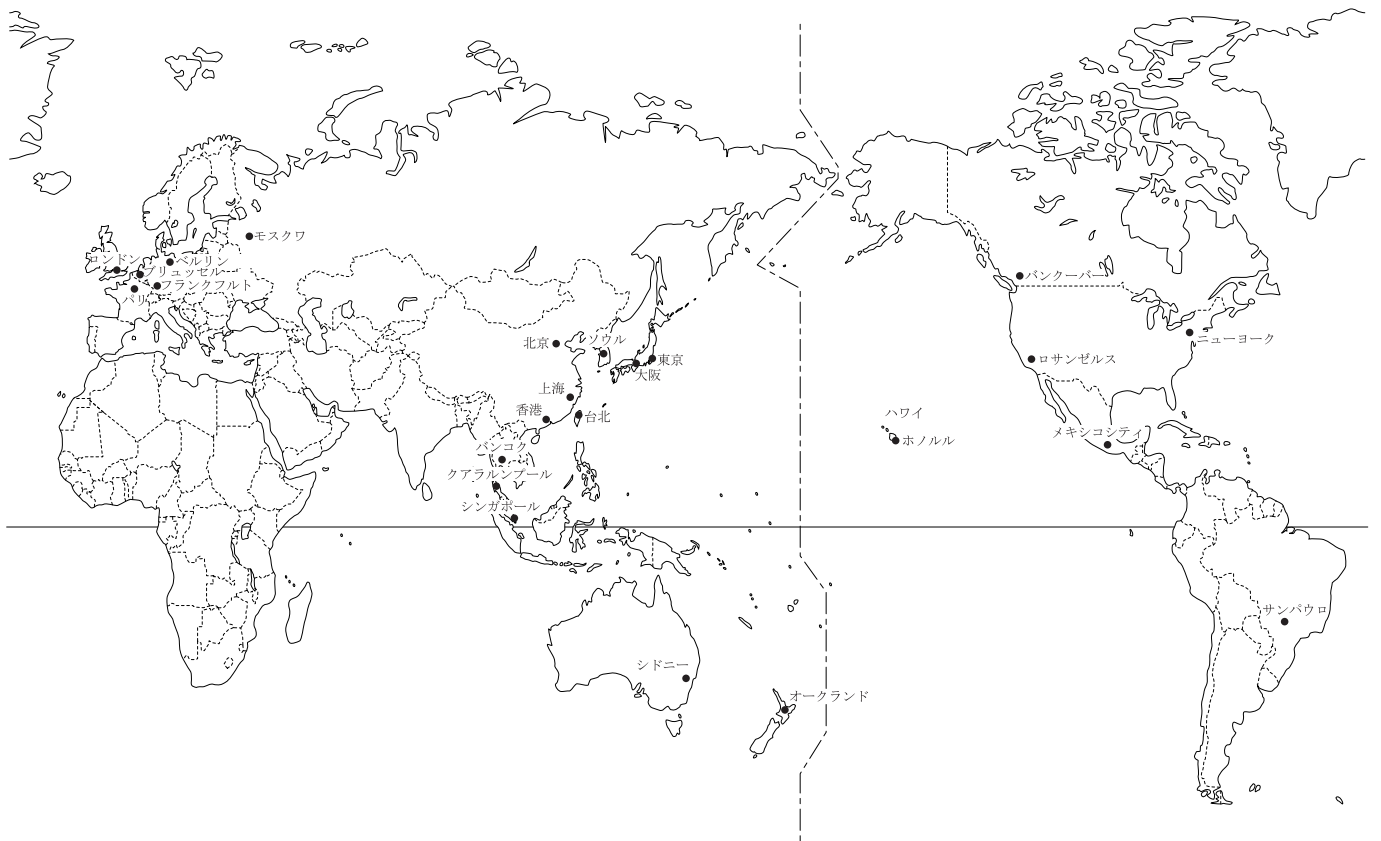 モスクワ
ロンドン
ベルリン
ブリュッセル
フランクフルト
パリ
バンクーバー
ニューヨーク
北京
ソウル
東京
大阪
ロサンゼルス
上海
香港
台北
ハワイ
ホノルル
メキシコシティ
バンコク
クアラルンプール
シンガポール
サンパウロ
シドニー
オークランド